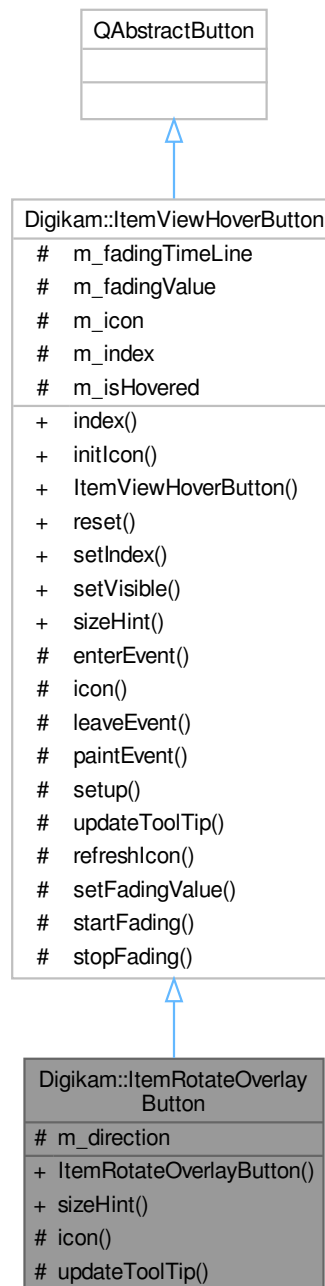 QAbstractButton
Digikam::ItemViewHoverButton
# m_fadingTimeLine
# m_fadingValue
# m_icon
# m_index
# m_isHovered
+ index()
+ initIcon()
+ ItemViewHoverButton()
+ reset()
+ setIndex()
+ setVisible()
+ sizeHint()
# enterEvent()
# icon()
# leaveEvent()
# paintEvent()
# setup()
# updateToolTip()
# refreshIcon()
# setFadingValue()
# startFading()
# stopFading()
Digikam::ItemRotateOverlay
Button
# m_direction
+ ItemRotateOverlayButton()
+ sizeHint()
# icon()
# updateToolTip()